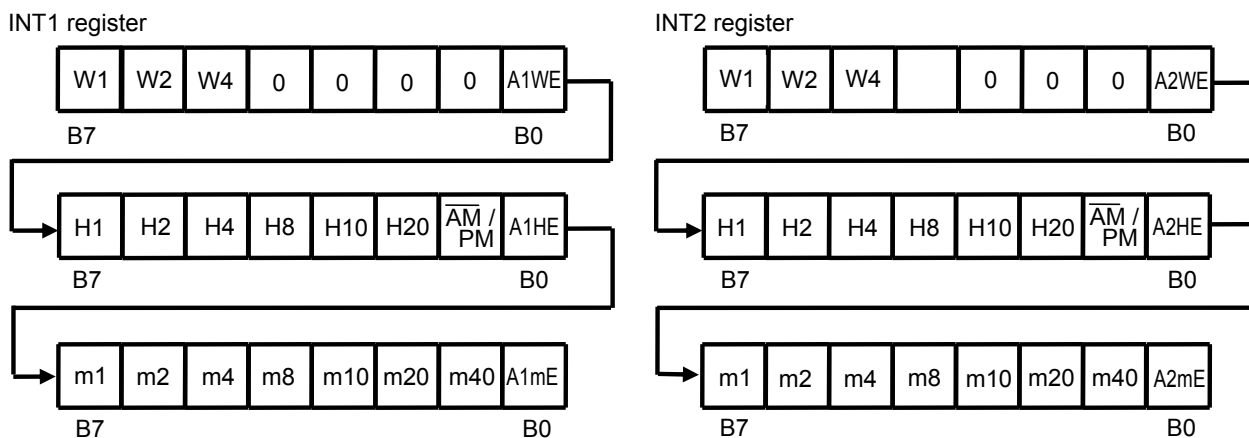 INT1 register
W1 W2 W4 0 0 0 0 A1WE
B7 B0
H1 H2 H4 H8 H10 H20 A̅M̅ / PM A1HE
B7 B0
m1 m2 m4 m8 m10 m20 m40 A1mE
B7 B0
INT2 register
W1 W2 W4 0 0 0 A2WE
B7 B0
H1 H2 H4 H8 H10 H20 A̅M̅ / PM A2HE
B7 B0
m1 m2 m4 m8 m10 m20 m40 A2mE
B7 B0